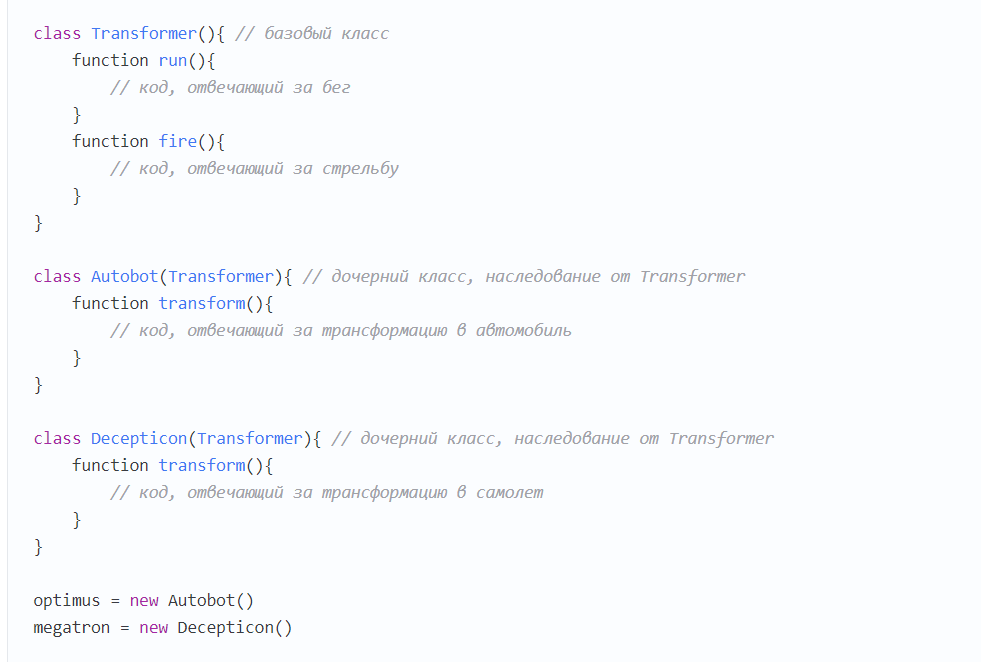 class Transformer(){ // базовый класс
    function run(){
        // код, отвечающий за бег
    }
    function fire(){
        // код, отвечающий за стрельбу
    }
}

class Autobot(Transformer){ // дочерний класс, наследование от Transformer
    function transform(){
        // код, отвечающий за трансформацию в автомобиль
    }
}

class Decepticon(Transformer){ // дочерний класс, наследование от Transformer
    function transform(){
        // код, отвечающий за трансформацию в самолет
    }
}

optimus = new Autobot()
megatron = new Decepticon()